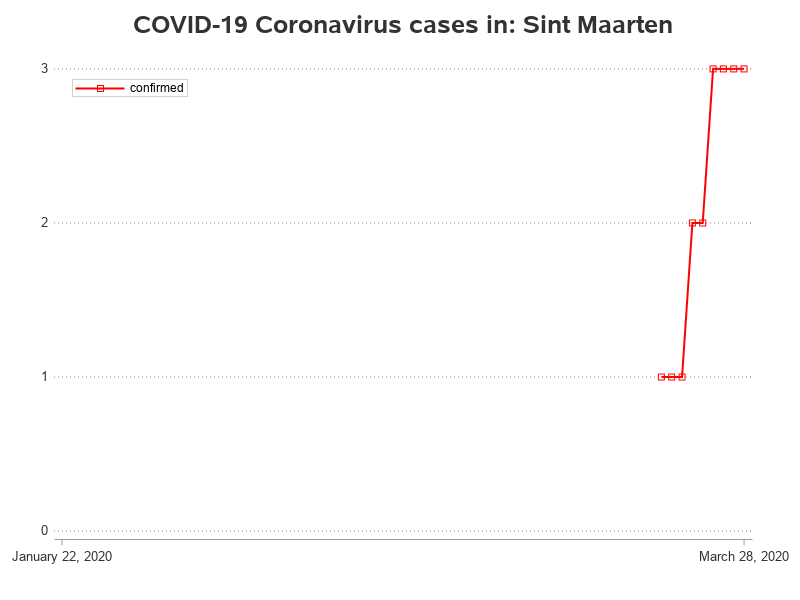 COVID-19 Coronavirus cases in: Sint Maarten
3
confirmed
2
1
0
January 22, 2020
March 28, 2020